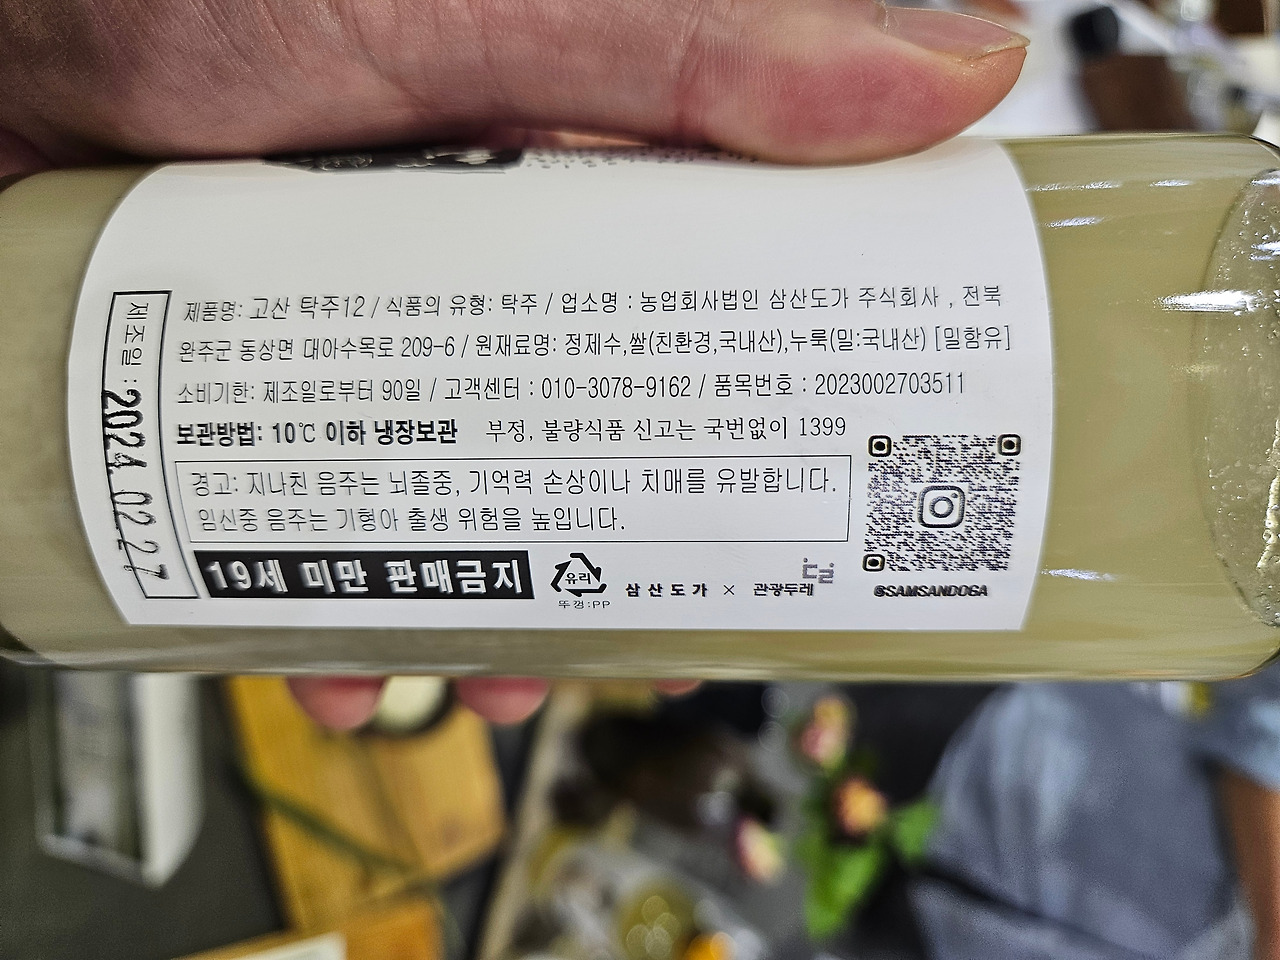 제품명: 고산 탁주12 / 식품의 유형: 탁주 / 업소명 : 농업회사법인 삼산도가 주식회사 , 전북
완주군 동상면 대아수목로 209-6 / 원재료명: 정제수,쌀(친환경,국내산),누룩(밀:국내산) [밀함유]
소비기한: 제조일로부터 90일 / 고객센터 : 010-3078-9162 / 품목번호 : 2023002703511
보관방법: 10℃ 이하 냉장보관 부정, 불량식품 신고는 국번없이 1399
경고: 지나친 음주는 뇌졸중, 기억력 손상이나 치매를 유발합니다.
임신중 음주는 기형아 출생 위험을 높입니다.
19세 미만 판매금지
유리
뚜껑:PP
삼산도가 × 관광두레
@SAMSANDOGA
제조일 : 2024.02.27